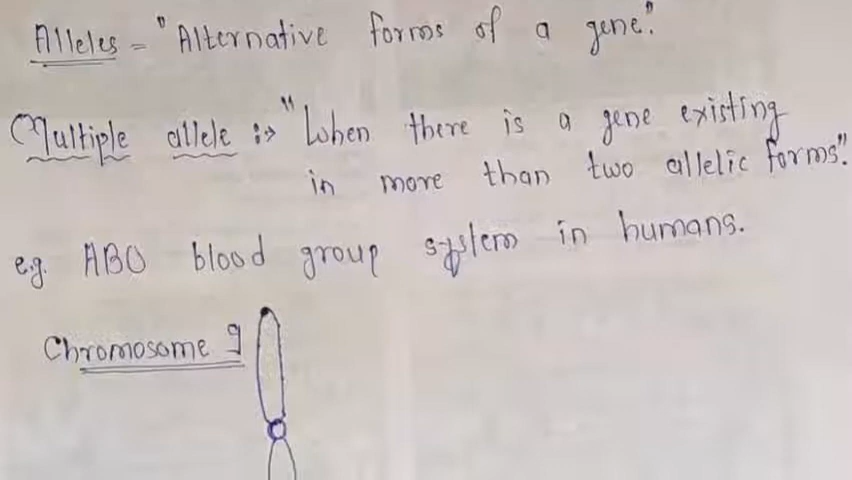 Alleles = "Alternative forms of a gene".
Multiple allele :→ "When there is a gene existing
in more than two allelic forms".
e.g. ABO blood group system in humans.
Chromosome 9